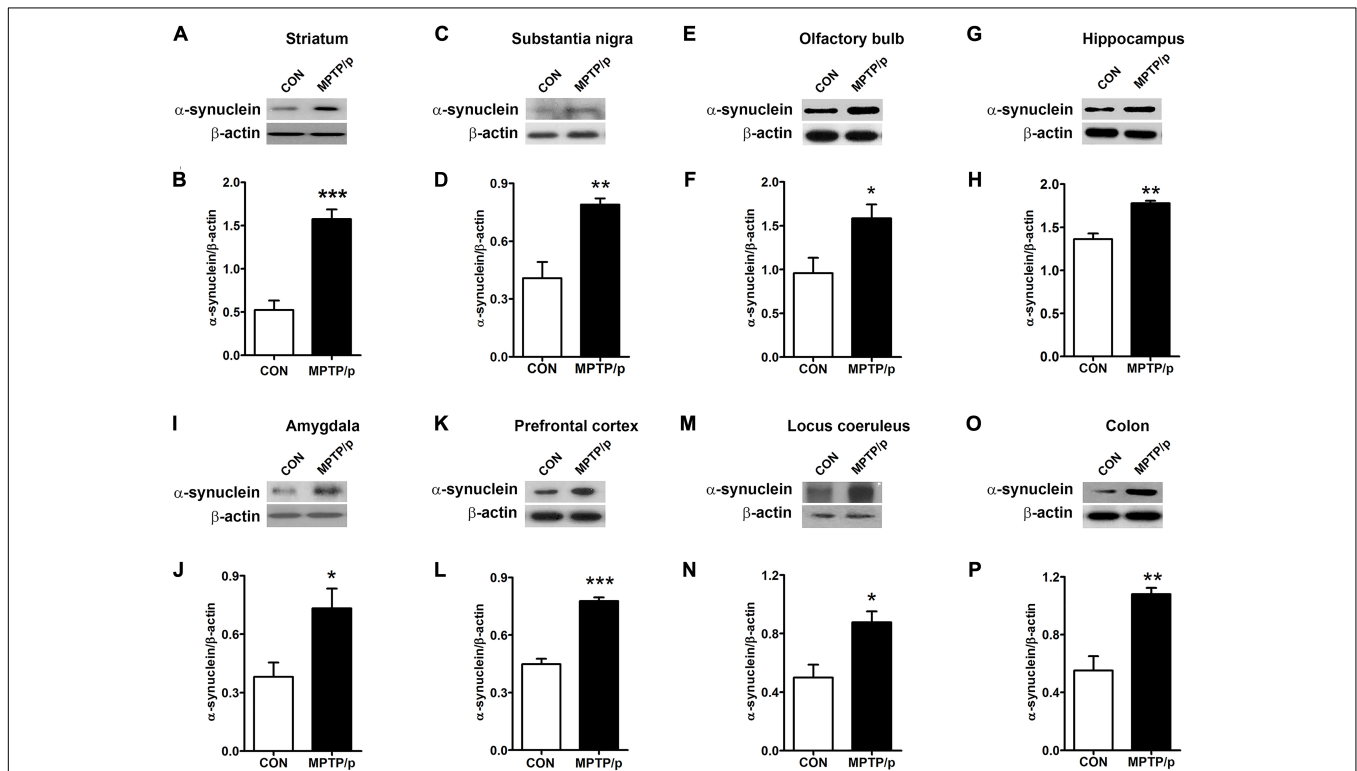 A Striatum
CON MPTP/p
α-synuclein
β-actin
B
***
α-synuclein/β-actin
2.0
1.5
1.0
0.5
0.0
CON MPTP/p
C Substantia nigra
CON MPTP/p
α-synuclein
β-actin
D
**
α-synuclein/β-actin
0.9
0.6
0.3
0.0
CON MPTP/p
E Olfactory bulb
CON MPTP/p
α-synuclein
β-actin
F
*
α-synuclein/β-actin
2.0
1.5
1.0
0.5
0.0
CON MPTP/p
G Hippocampus
CON MPTP/p
α-synuclein
β-actin
H
**
α-synuclein/β-actin
2.0
1.5
1.0
0.5
0.0
CON MPTP/p
I Amygdala
CON MPTP/p
α-synuclein
β-actin
J
*
α-synuclein/β-actin
0.9
0.6
0.3
0.0
CON MPTP/p
K Prefrontal cortex
CON MPTP/p
α-synuclein
β-actin
L
***
α-synuclein/β-actin
0.9
0.6
0.3
0.0
CON MPTP/p
M Locus coeruleus
CON MPTP/p
α-synuclein
β-actin
N
*
α-synuclein/β-actin
1.2
0.8
0.4
0.0
CON MPTP/p
O Colon
CON MPTP/p
α-synuclein
β-actin
P
**
α-synuclein/β-actin
1.2
0.8
0.4
0.0
CON MPTP/p